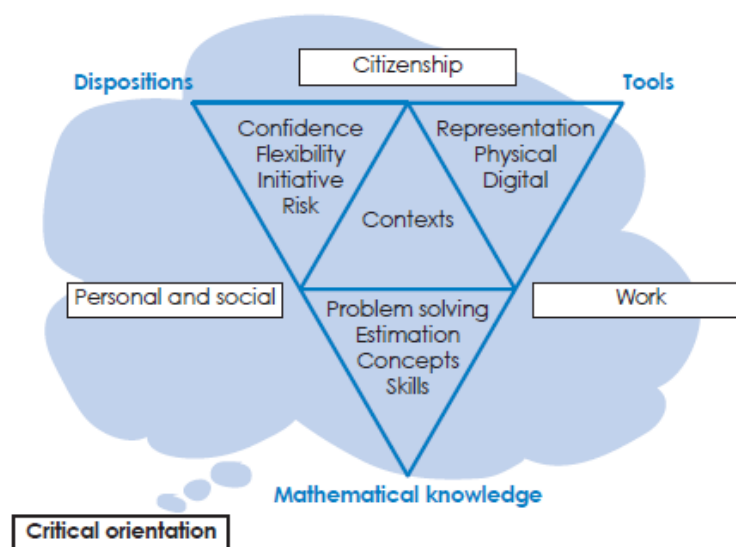 Citizenship
Dispositions
Tools
Confidence
Flexibility
Initiative
Risk
Representation
Physical
Digital
Contexts
Personal and social
Work
Problem solving
Estimation
Concepts
Skills
Mathematical knowledge
Critical orientation